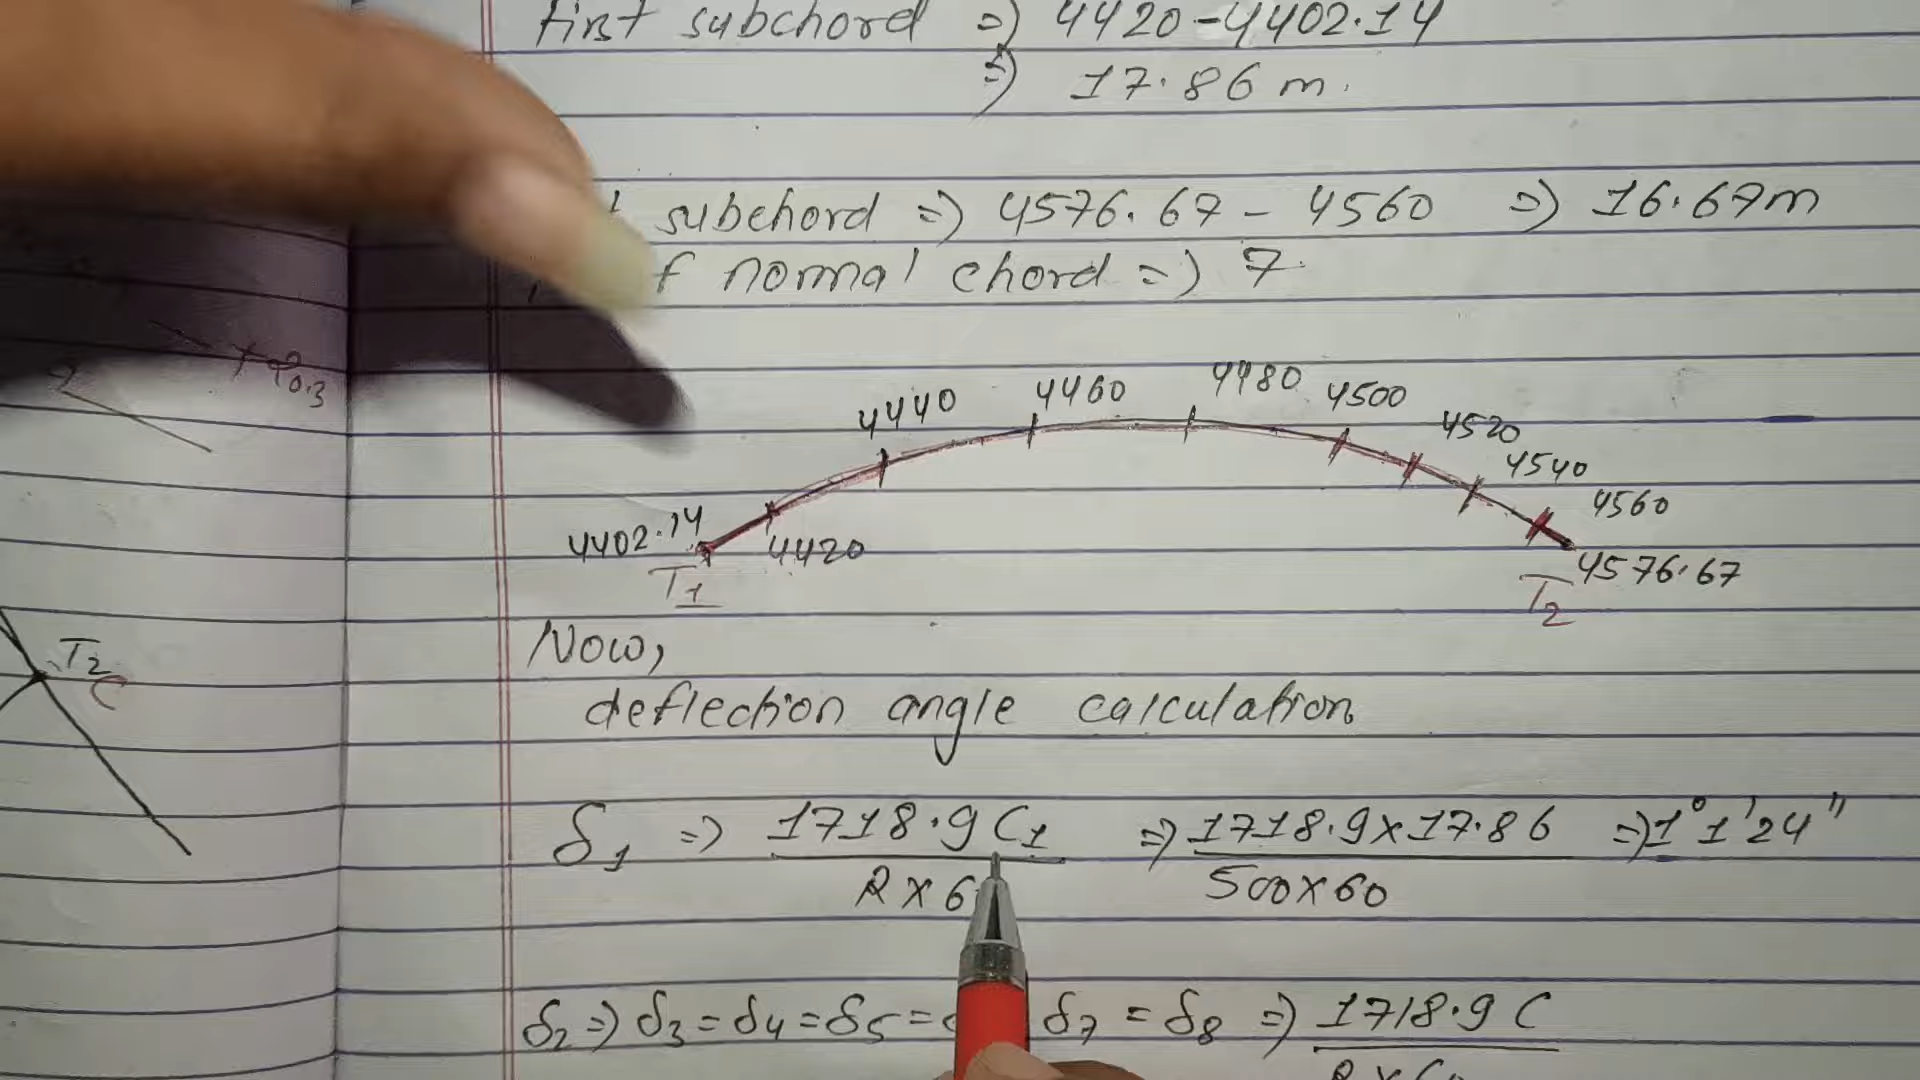 first subchord => 4420-4402.14
=> 17.86 m.
subchord => 4576.67 - 4560 => 16.67m
f normal chord => 7
4440 4460 4480 4500 4520 4540 4560
4402.14 4420 4576.67
T1 T2
Now,
deflection angle calculation
δ1 => 1718.9 C1 => 1718.9x17.86 => 1° 1' 24"
R x 6 500x60
δ2 => δ3 = δ4 = δ5 = δ7 = δ8 => 1718.9 C
T2